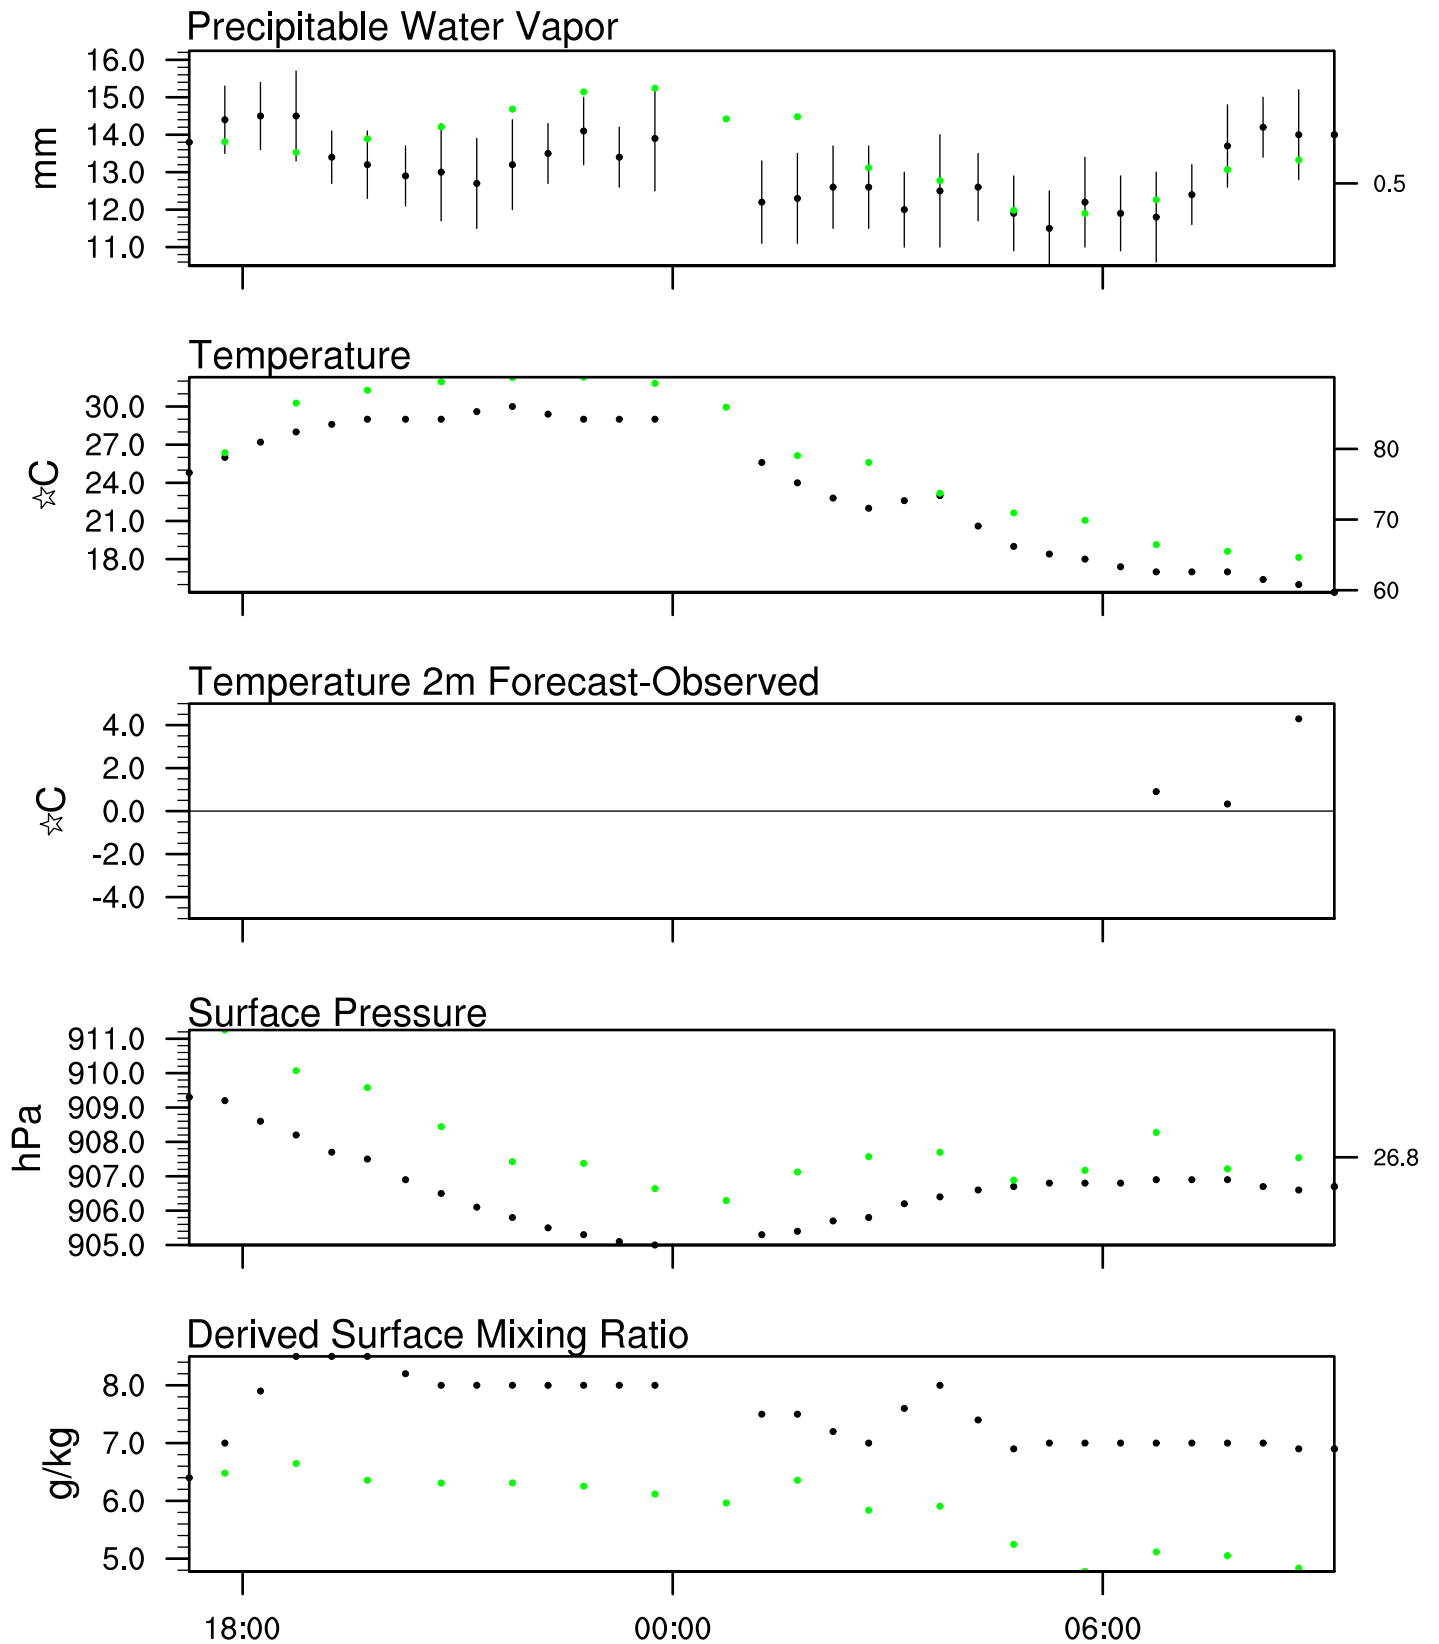 Precipitable Water Vapor
16.0
15.0
14.0
13.0
12.0
11.0
mm
0.5
Temperature
30.0
27.0
24.0
21.0
18.0
☆C
80
70
60
Temperature 2m Forecast-Observed
4.0
2.0
0.0
-2.0
-4.0
☆C
Surface Pressure
911.0
910.0
909.0
908.0
907.0
906.0
905.0
hPa
26.8
Derived Surface Mixing Ratio
8.0
7.0
6.0
5.0
g/kg
18:00 00:00 06:00